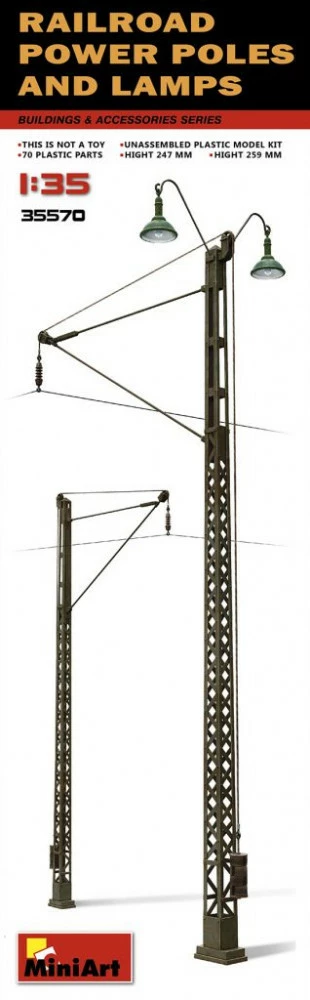 RAILROAD
POWER POLES
AND LAMPS
BUILDINGS & ACCESSORIES SERIES
•THIS IS NOT A TOY •UNASSEMBLED PLASTIC MODEL KIT
•70 PLASTIC PARTS •HIGHT 247 MM •HIGHT 259 MM
1:35
35570
MiniArt